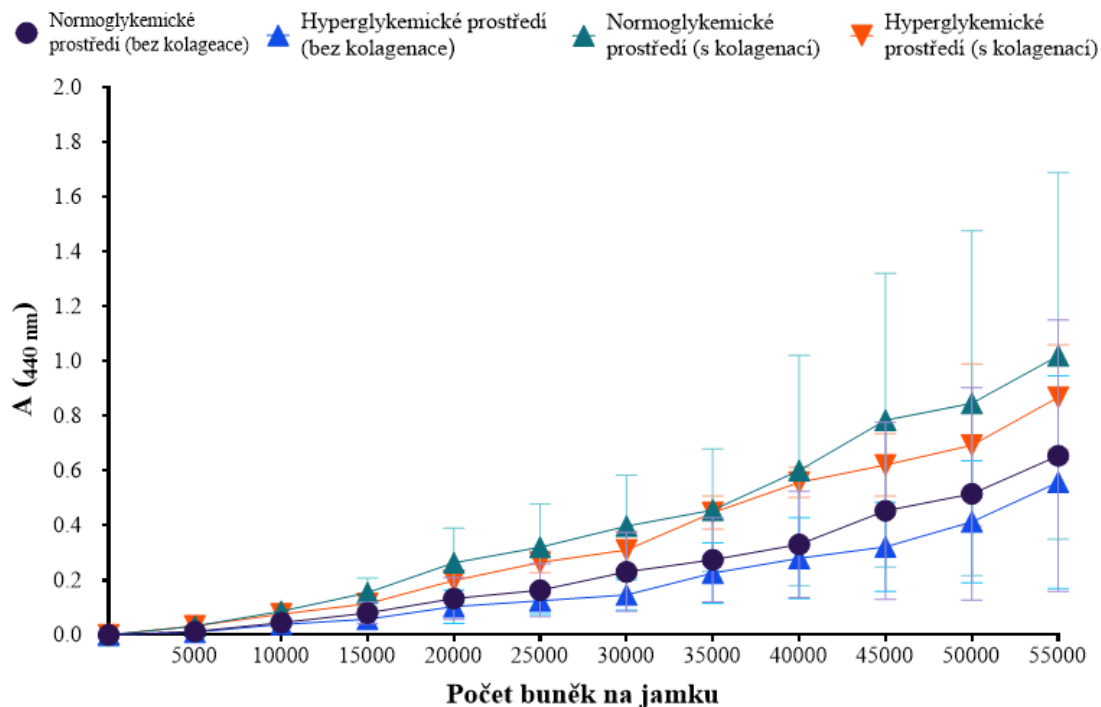 Normoglykemické
prostředí (bez kolageace)
Hyperglykemické prostředí
(bez kolagenace)
Normoglykemické
prostředí (s kolagenací)
Hyperglykemické
prostředí (s kolagenací)
2.0
1.8
1.6
1.4
1.2
1.0
0.8
0.6
0.4
0.2
0.0
A (440 nm)
5000 10000 15000 20000 25000 30000 35000 40000 45000 50000 55000
Počet buněk na jamku